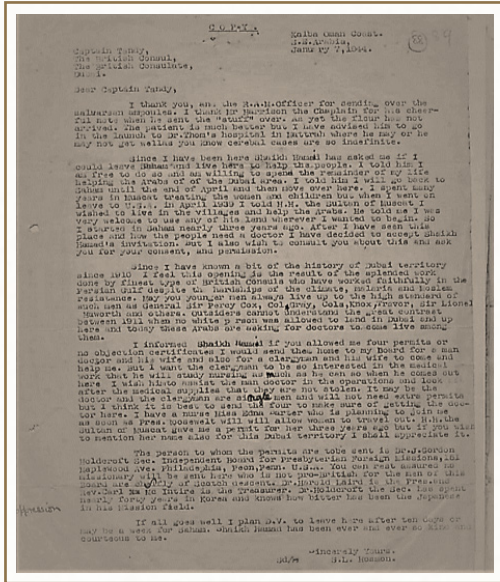 C O P Y.
Kalba Oman Coast.
S.E.Arabia,
January 7,1944.
Captain Tandy,
The British Consul,
The British Consulate,
Dear Captain Tandy,
I thank you, and the R.A.M.Officer for sending over the
salvarsan ampoules. I thank Mr Harrison the Chaplain for his cheer-
ful note when he sent the "stuff" over. As yet the flour has not
arrived. The patient is much better but I have advised him to go
in the launch to Dr.Thom's hospital in Mattrah where he may or he
may not get well as you know cerebal cases are so indefinite.
Since I have been here Shaikh Hamad has asked me if I
could leave Saham and live here to help the people. I told him I
am free to do so and am willing to spend the remainder of my life
helping the Arabs of the Dubai area. I told him I will go back to
Saham until the end of April and then move over here. I spent many
years in Muscat treating the women and children but when I went on
leave to U.S.A. in April 1939 I told H.H. the Sultan of Muscat I
wished to live in the villages and help the Arabs. He told me I was
very welcome to use any of his land wherever I wanted to begin. So
I started in Saham nearly three years ago. After I have seen this
place and how the people need a doctor I have decided to accept Shaikh
Hamad's invitation. But I also wish to consult you about this and ask
you for your consent, and permission.
Since I have known a bit of the history of Dubai territory
since 1910 I feel this opening is the result of the splendid work
done by finest type of British Consuls who have worked faithfully in the
Persian Gulf despite the hardships of the climate, malaria and Moslem
resistance. May you younger men always live up to the high standard of
such men as General Sir Percy Cox, Col.Gray, Cols.Knox,Trevor, Sir Lionel
Haworth and others. Outsiders cannot understand the great contrast
between 1911 when no white person was allowed to land in Dubai and up
here and today these Arabs are asking for doctors to come live among
them.
I informed Shaikh Hamad if you allowed me four permits or
no objection certificates I would send them home to my Board for a man
doctor and his wife and also for a clergyman and his wife to come and
help me. But I want the clergyman to be so interested in the medical
work that he will study nursing as much as he can so when he comes out
here I wish him to assist the man doctor in the operations and look
after the medical supplies that they are not stolen. It may be the
doctor and the clergyman are single men and will not need extra permits
but I think it is best to send the four to make sure of getting the doc-
tor here. I have a nurse Miss Edna Barter who is planning to join me
as soon as Pres. Roosevelt will allow women to travel out. H.H.the
Sultan of Muscat gave me a permit for her three years ago but if you wish
to mention her name also for this Dubai territory I shall appreciate it.
The person to whom the permits are to be sent is Dr.J.Gordon
Holdcroft Sec. Independent Board for Presbyterian Foreign Missions,151
Maplewood Ave. Philadelphia, Penn. U.S.A. You can rest assured no
missionary will be sent here who is not pro-British for the men of this
Board are chiefly of Scotch descent. Dr.Harold Laird is the President
Rev.Carl Mc Intire is the Treasurer. Dr.Holdcroft the Sec. has spent
nearly forty years in Korea and knows how bitter has been the Japanese
in his Mission field.
If all goes well I plan D.V. to leave here after ten days or
may be a week for Saham. Shaikh Hamad has been ever and ever so kind and
courteous to me.
Sincerely Yours.
Sd/- S.L. Hosmon.